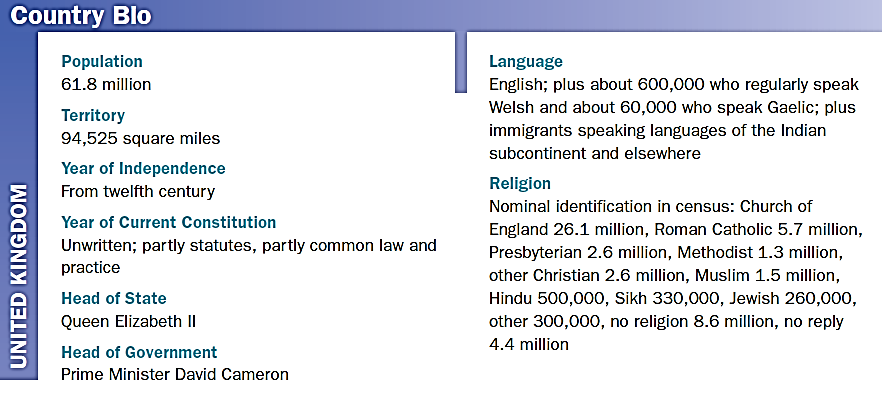 Country Bio
UNITED KINGDOM
Population
61.8 million
Territory
94,525 square miles
Year of Independence
From twelfth century
Year of Current Constitution
Unwritten; partly statutes, partly common law and
practice
Head of State
Queen Elizabeth II
Head of Government
Prime Minister David Cameron
Language
English; plus about 600,000 who regularly speak
Welsh and about 60,000 who speak Gaelic; plus
immigrants speaking languages of the Indian
subcontinent and elsewhere
Religion
Nominal identification in census: Church of
England 26.1 million, Roman Catholic 5.7 million,
Presbyterian 2.6 million, Methodist 1.3 million,
other Christian 2.6 million, Muslim 1.5 million,
Hindu 500,000, Sikh 330,000, Jewish 260,000,
other 300,000, no religion 8.6 million, no reply
4.4 million